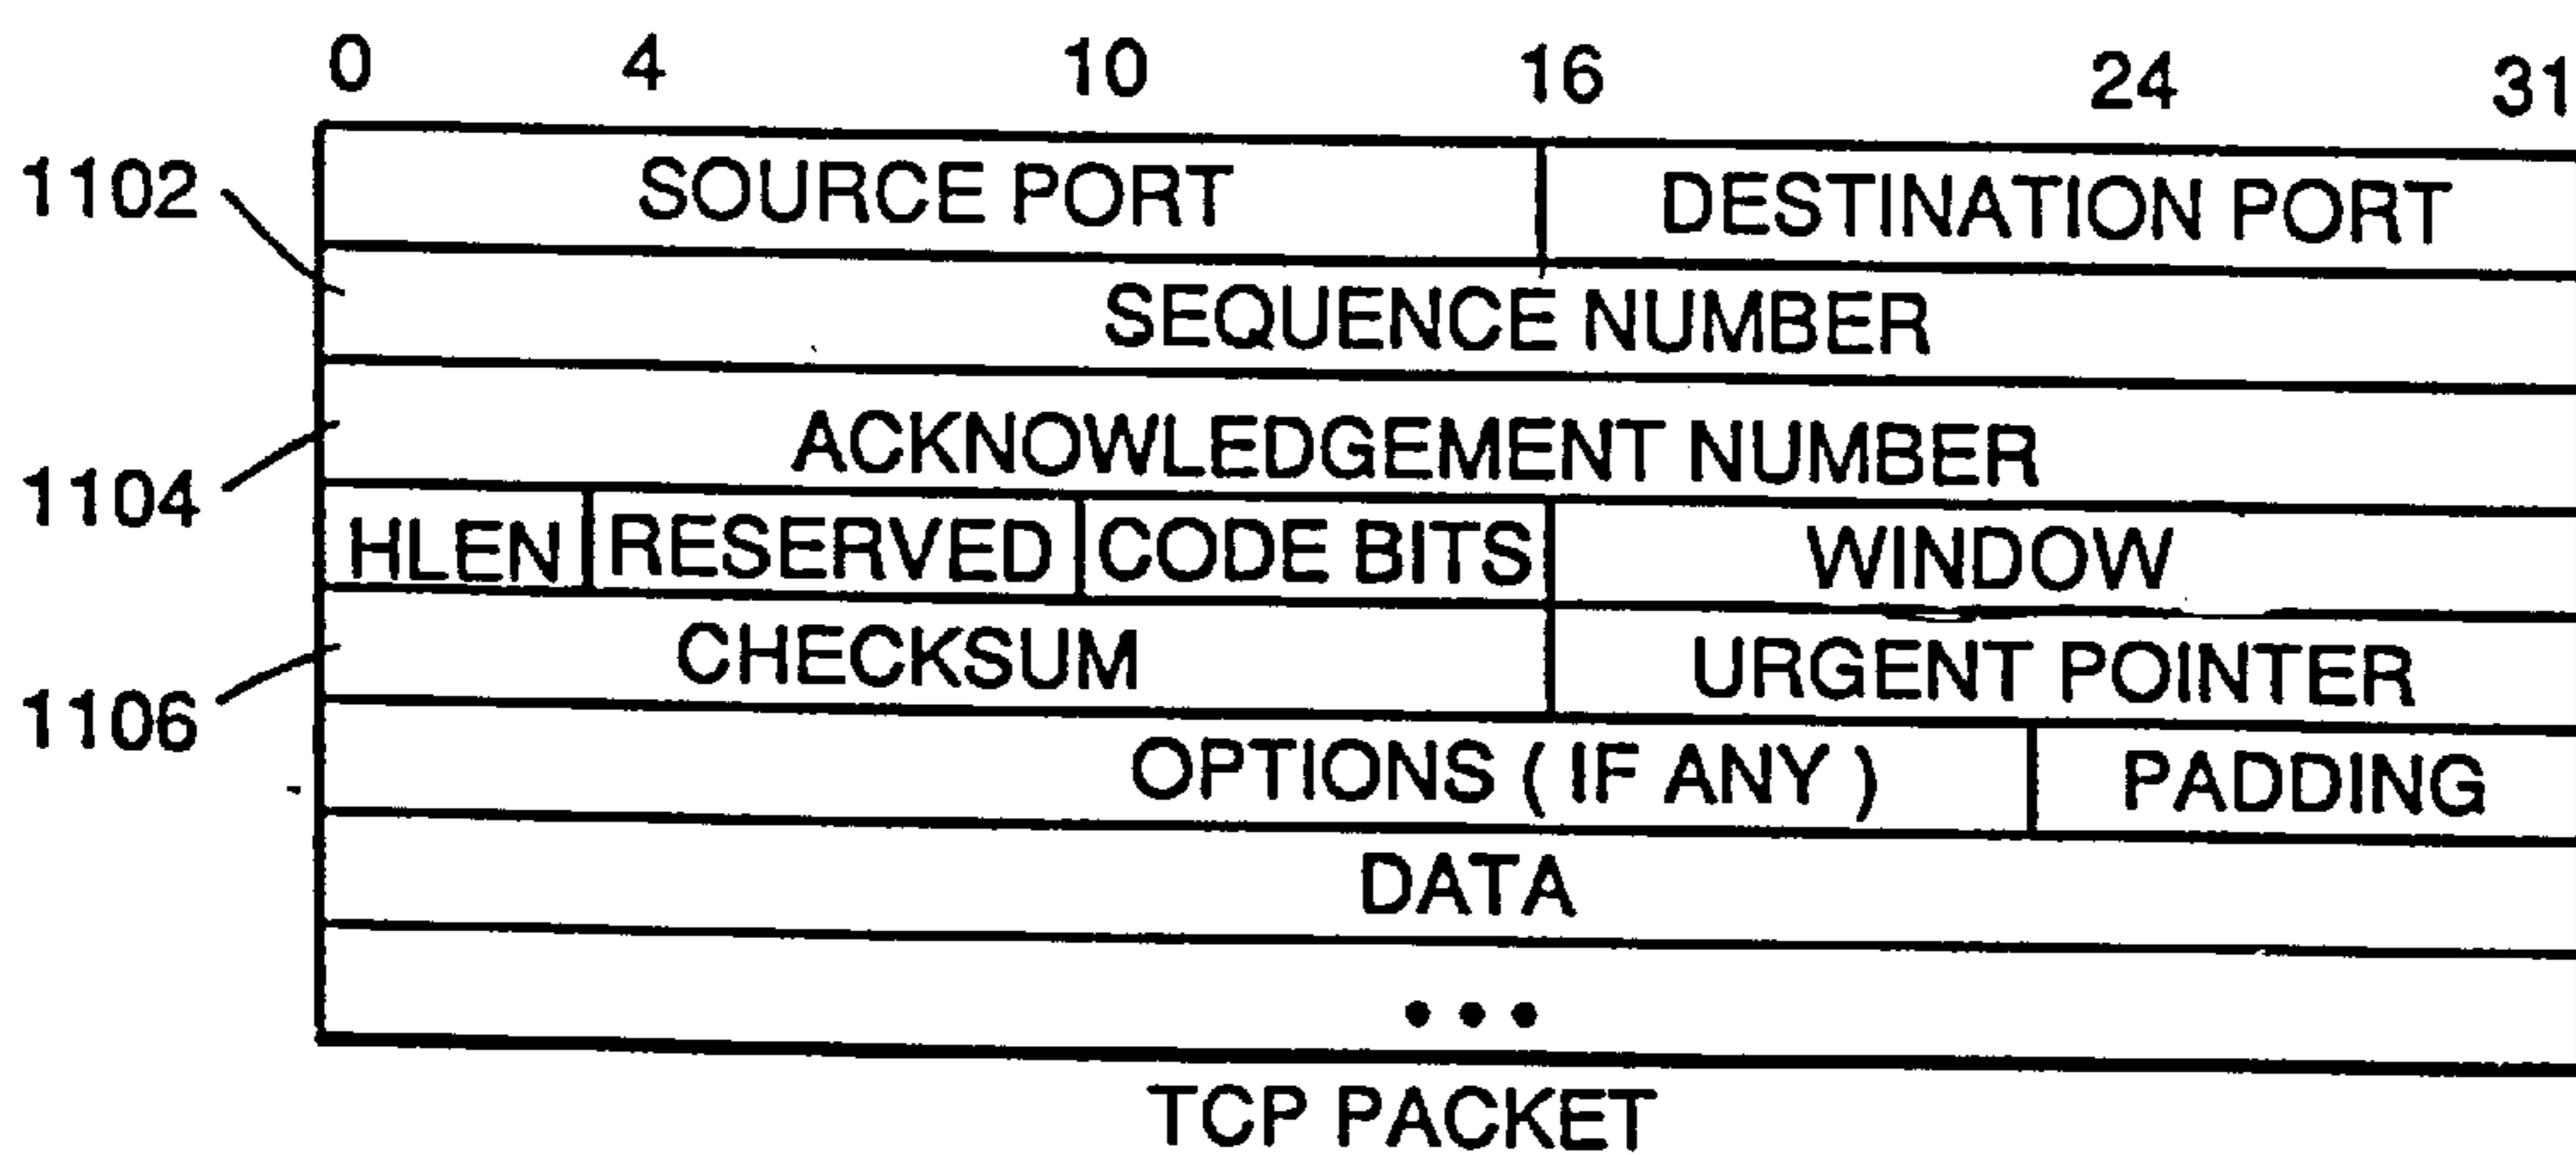 0 4 10 16 24 31
1102 SOURCE PORT DESTINATION PORT
SEQUENCE NUMBER
1104 ACKNOWLEDGEMENT NUMBER
HLEN RESERVED CODE BITS WINDOW
1106 CHECKSUM URGENT POINTER
OPTIONS ( IF ANY ) PADDING
DATA
•••
TCP PACKET